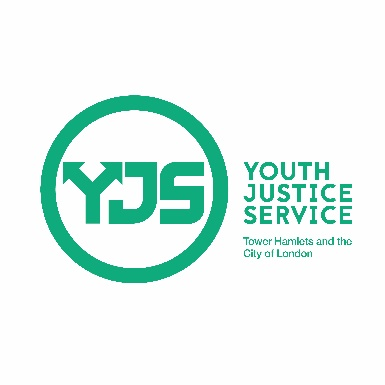 YJS
YOUTH
JUSTICE
SERVICE
Tower Hamlets and the
City of London